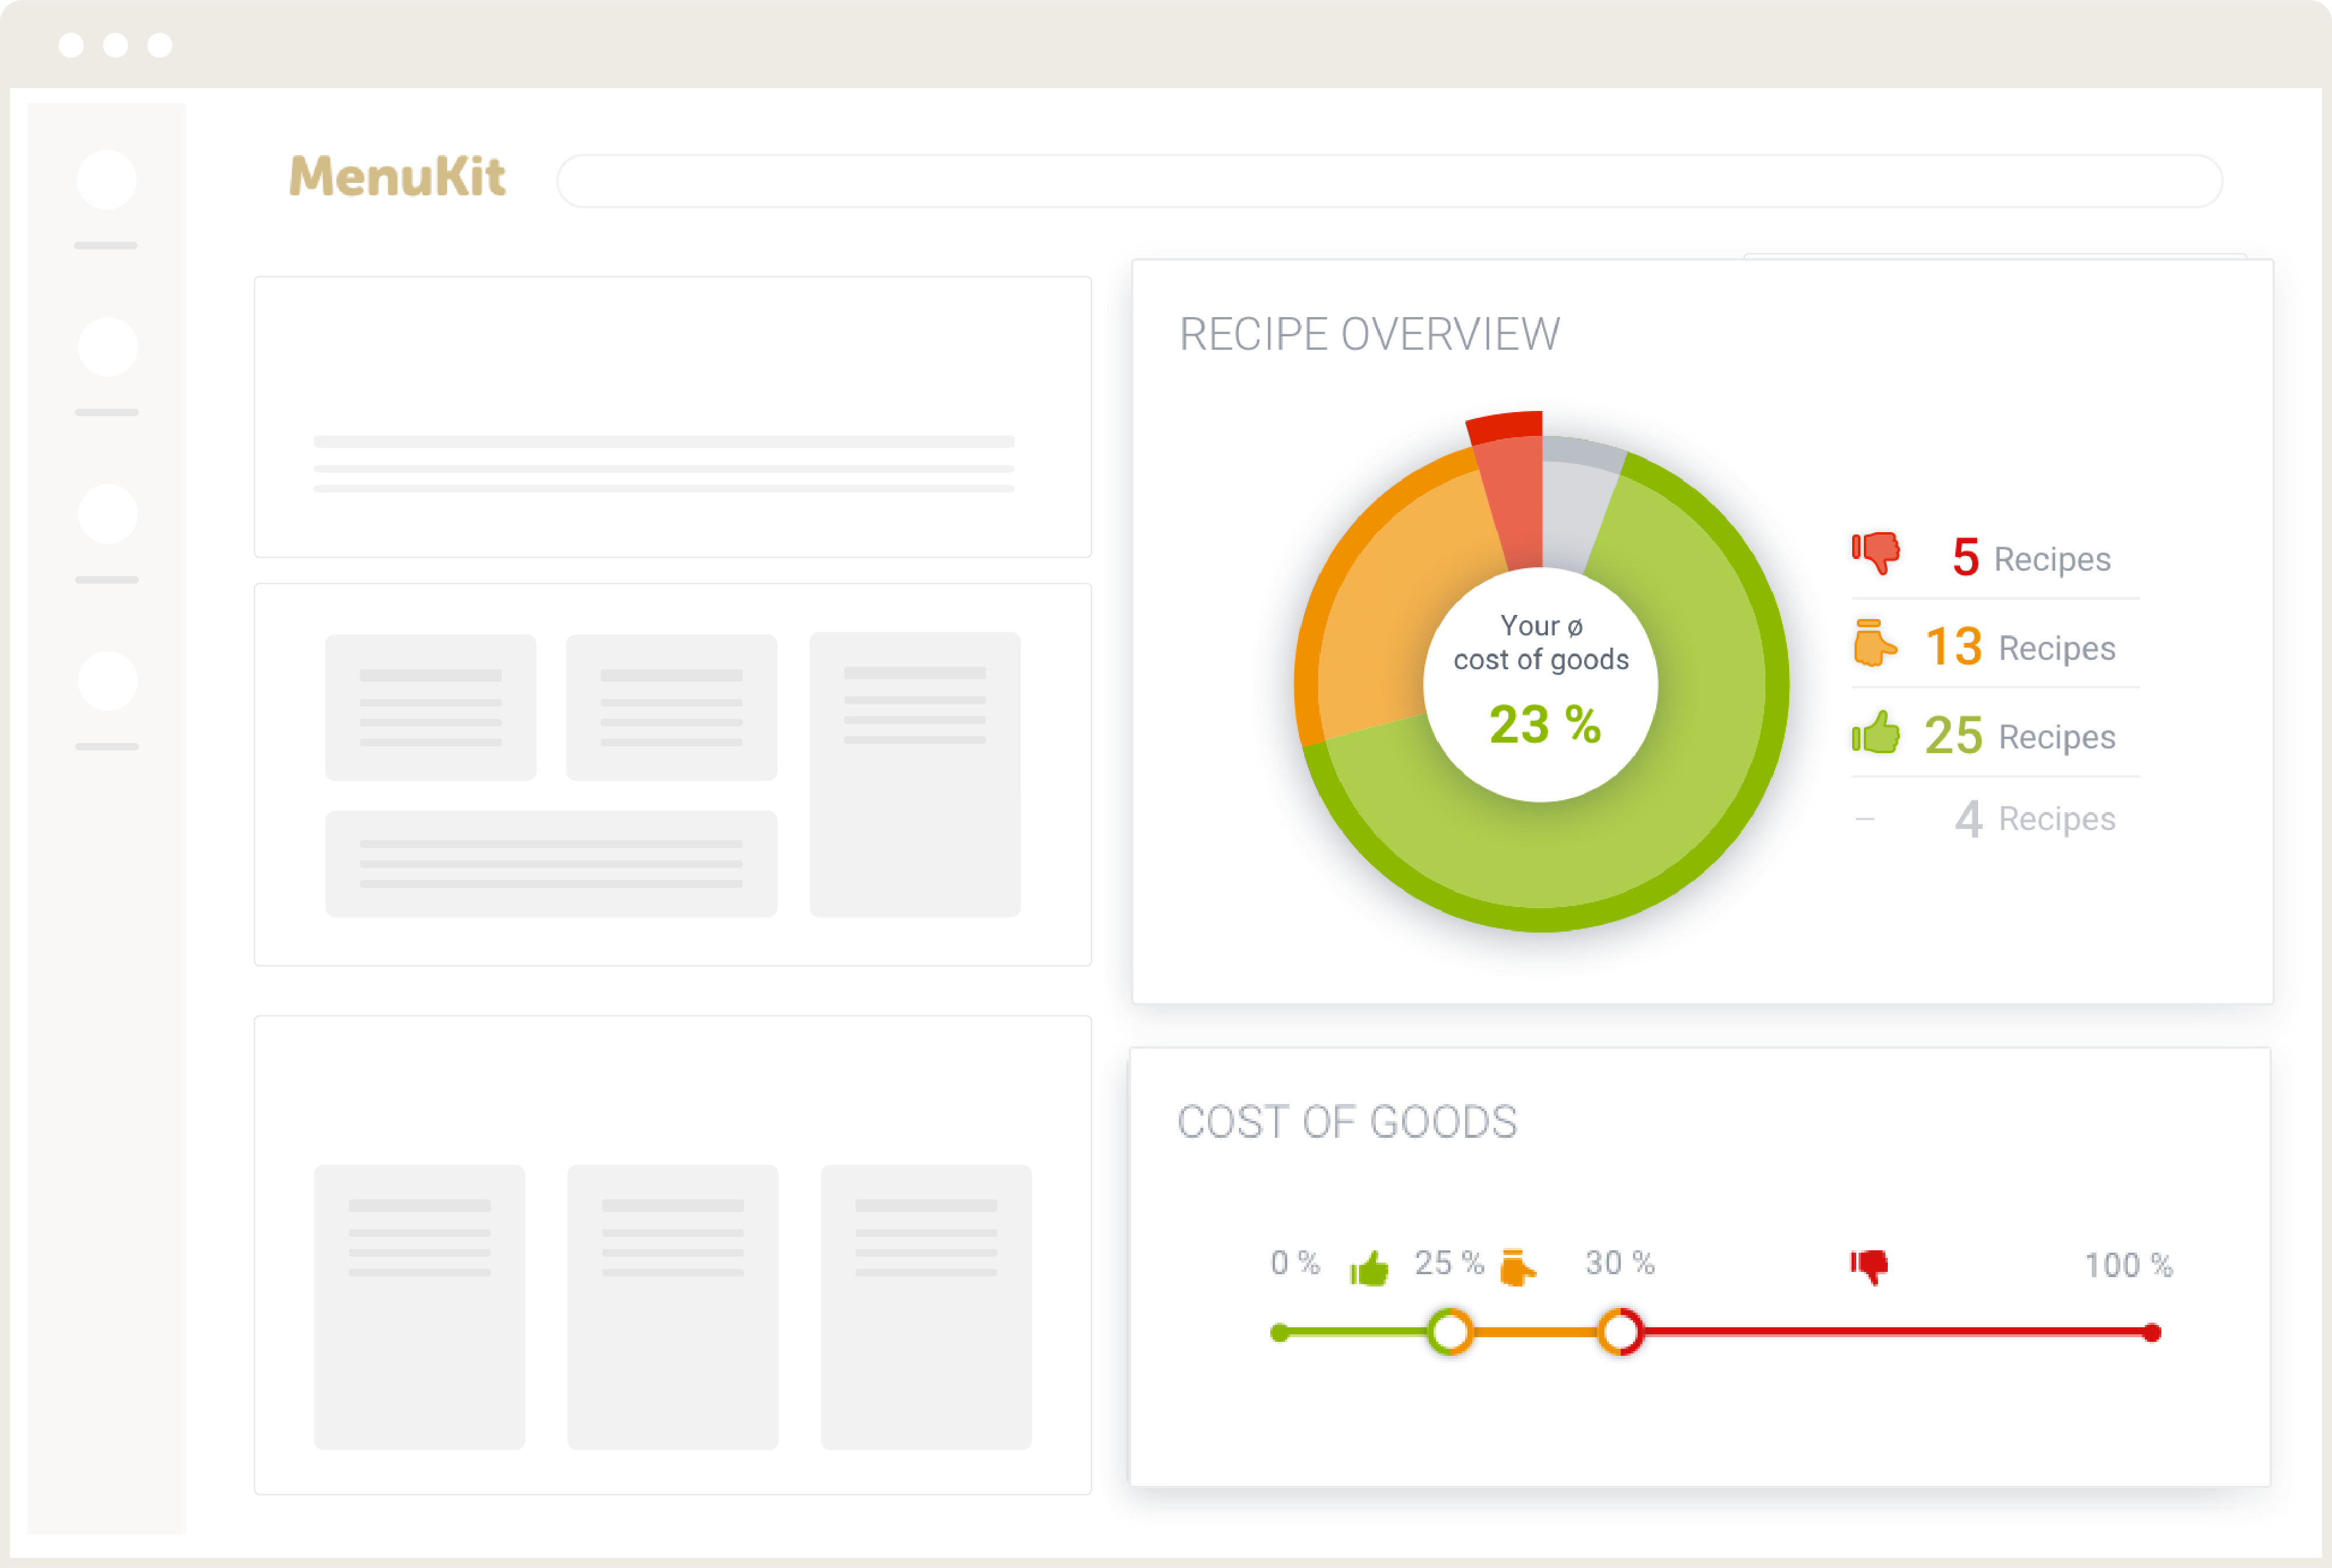 MenuKit
RECIPE OVERVIEW
Your ø
cost of goods
23 %
5 Recipes
13 Recipes
25 Recipes
– 4 Recipes
COST OF GOODS
0 % 25 % 30 % 100 %